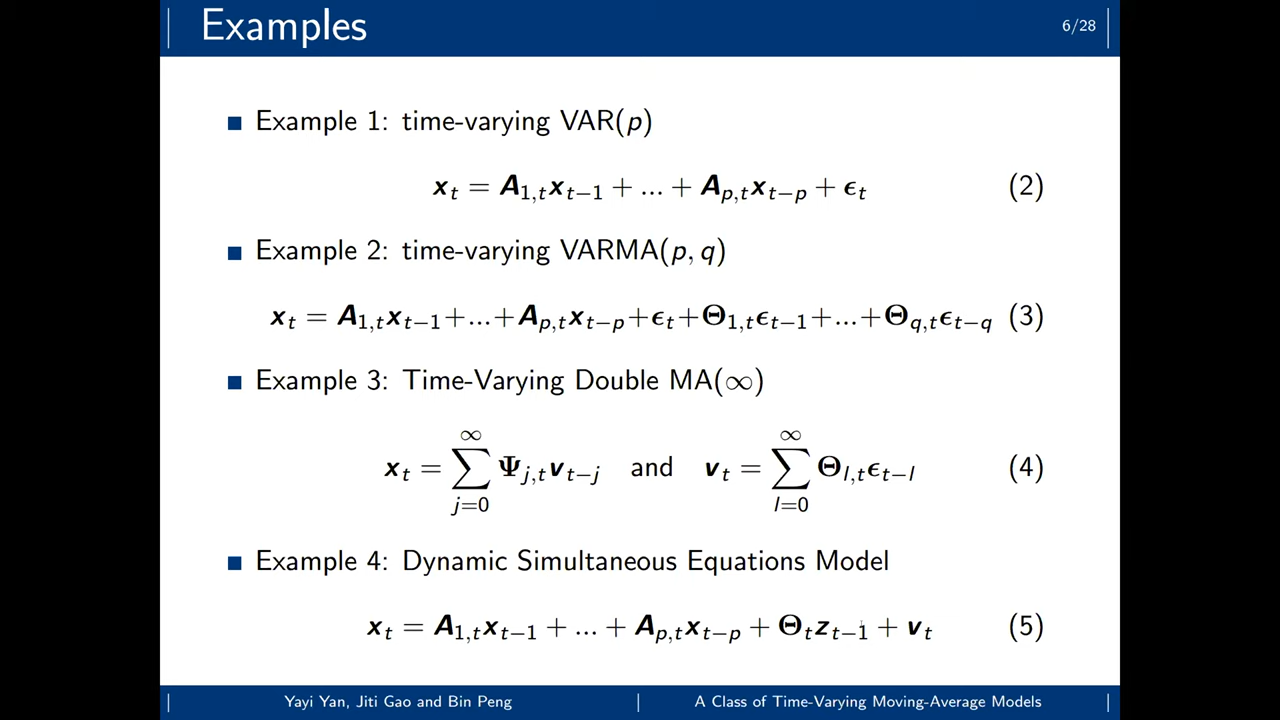 Examples
6/28
Example 1: time-varying VAR(p)
x_t = A_{1,t}x_{t−1} + ... + A_{p,t}x_{t−p} + ϵ_t (2)
Example 2: time-varying VARMA(p, q)
x_t = A_{1,t}x_{t−1}+...+A_{p,t}x_{t−p}+ϵ_t+Θ_{1,t}ϵ_{t−1}+...+Θ_{q,t}ϵ_{t−q} (3)
Example 3: Time-Varying Double MA(∞)
x_t = ∑_{j=0}^{∞} Ψ_{j,t}v_{t−j} and v_t = ∑_{l=0}^{∞} Θ_{l,t}ϵ_{t−l} (4)
Example 4: Dynamic Simultaneous Equations Model
x_t = A_{1,t}x_{t−1} + ... + A_{p,t}x_{t−p} + Θ_t z_{t−1} + v_t (5)
Yayi Yan, Jiti Gao and Bin Peng
A Class of Time-Varying Moving-Average Models